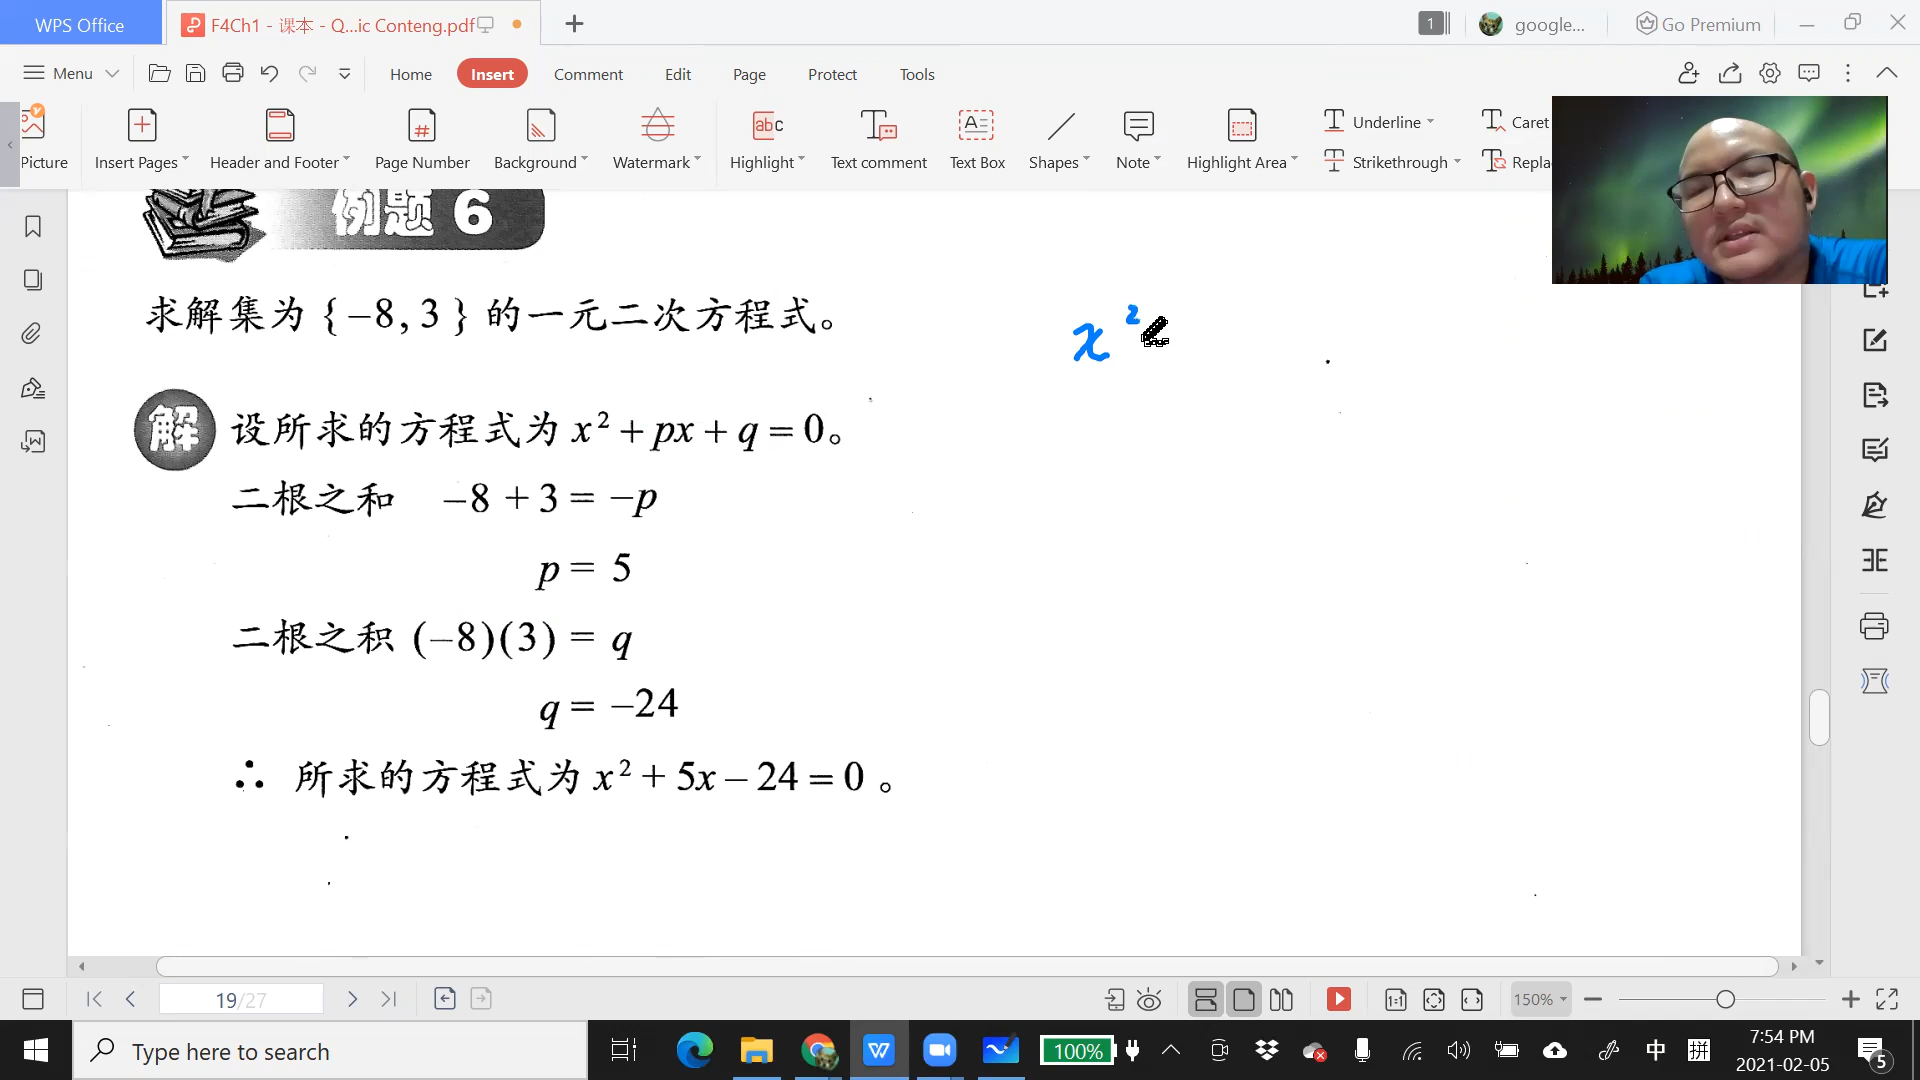 WPS Office
F4Ch1 - 课本 - Q...ic Conteng.pdf
1
google...
Go Premium
Menu
Home
Insert
Comment
Edit
Page
Protect
Tools
Picture
Insert Pages
Header and Footer
Page Number
Background
Watermark
Highlight
Text comment
Text Box
Shapes
Note
Highlight Area
Underline
Strikethrough
Caret
Repla
例题 6
求解集为 {−8, 3} 的一元二次方程式。
x²
解 设所求的方程式为 x² + px + q = 0。
二根之和 −8 + 3 = −p
p = 5
二根之积 (−8)(3) = q
q = −24
∴ 所求的方程式为 x² + 5x − 24 = 0 。
19/27
150%
Type here to search
100%
中
拼
7:54 PM
2021-02-05
5